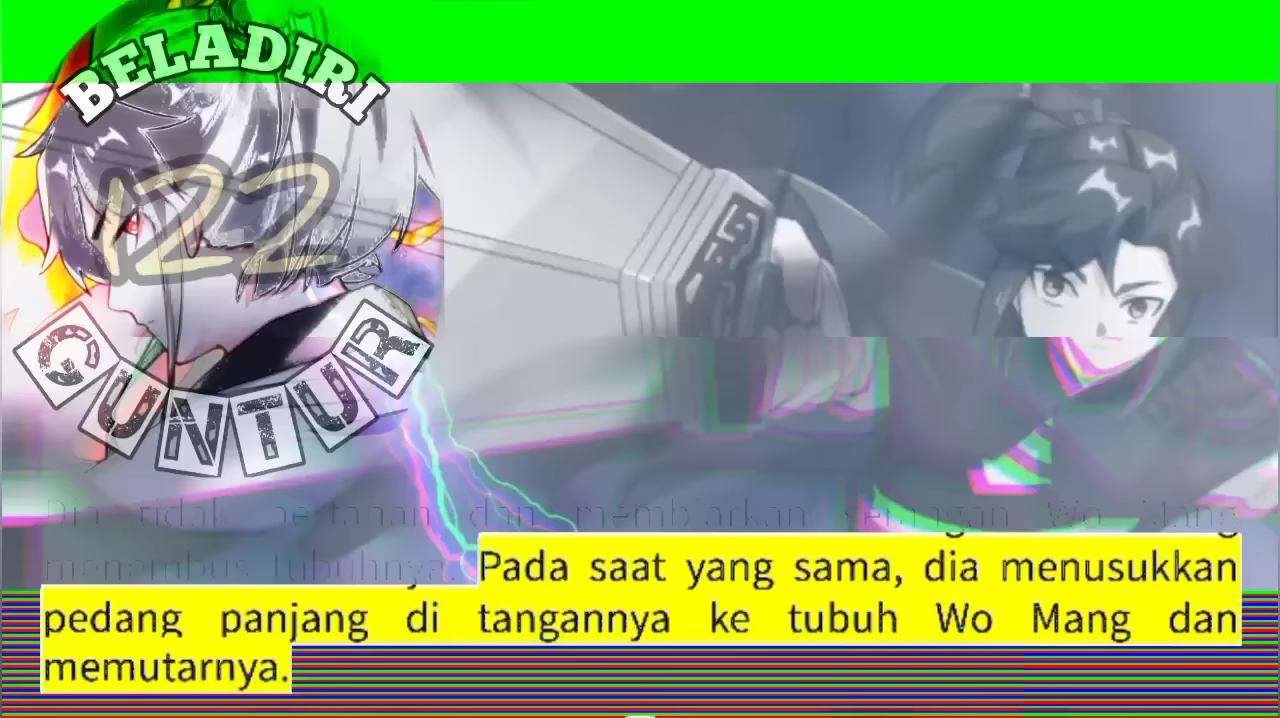 BELADIRI
122
GUNTUR
Dia tidak bertahan dan membiarkan serangan Wo Mang
menembus tubuhnya. Pada saat yang sama, dia menusukkan
pedang panjang di tangannya ke tubuh Wo Mang dan
memutarnya.